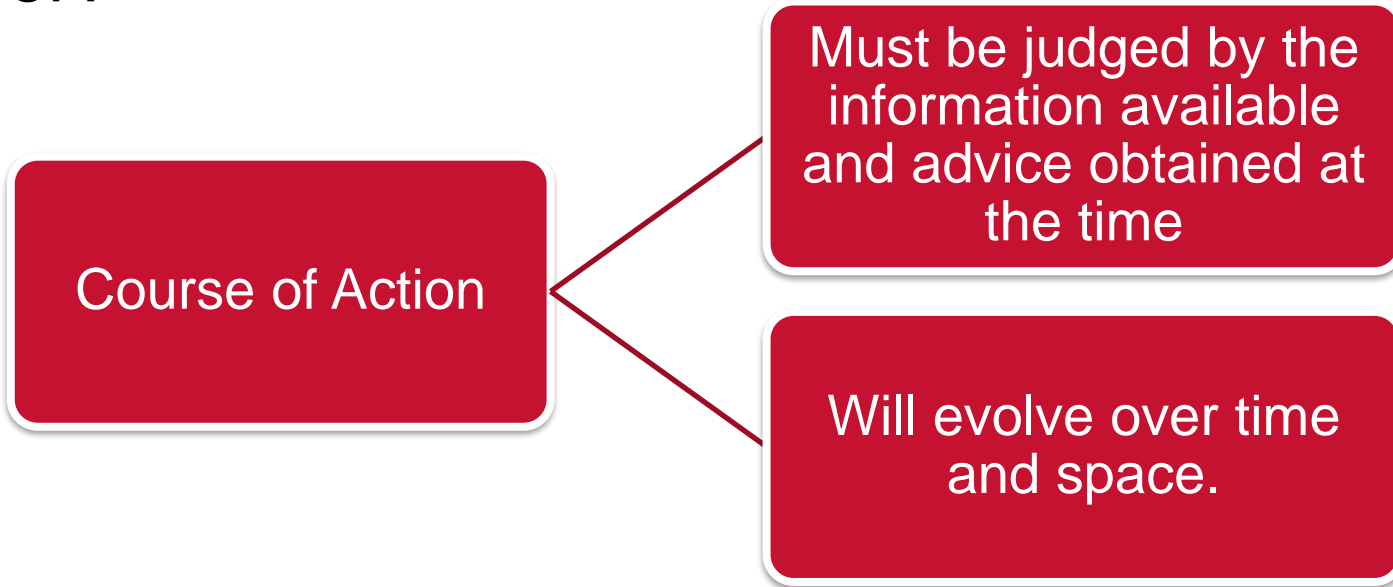 Course of Action
Must be judged by the
information available
and advice obtained at
the time
Will evolve over time
and space.